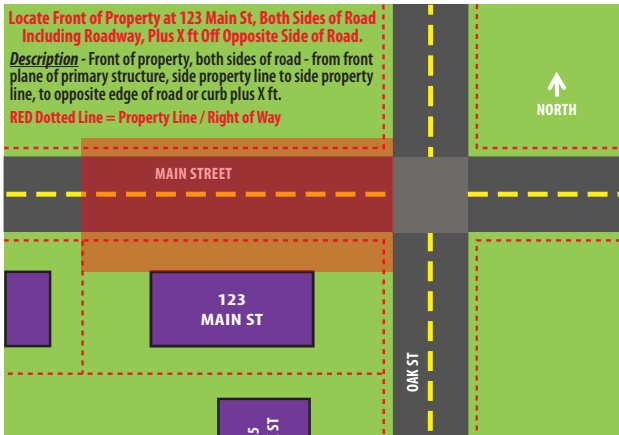 Locate Front of Property at 123 Main St, Both Sides of Road
Including Roadway, Plus X ft Off Opposite Side of Road.
Description - Front of property, both sides of road - from front
plane of primary structure, side property line to side property
line, to opposite edge of road or curb plus X ft.
RED Dotted Line = Property Line / Right of Way
NORTH
MAIN STREET
123
MAIN ST
OAK ST
5
ST